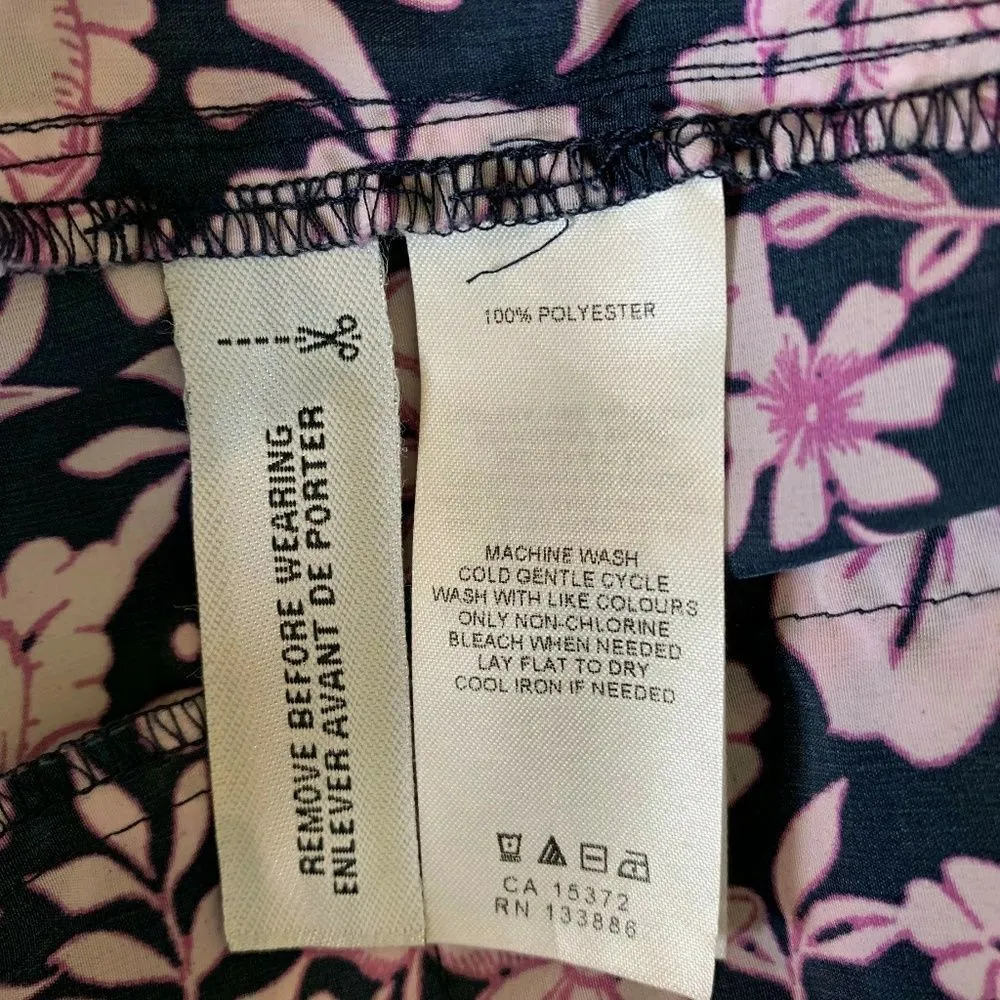 REMOVE BEFORE WEARING
ENLEVER AVANT DE PORTER
100% POLYESTER
MACHINE WASH
COLD GENTLE CYCLE
WASH WITH LIKE COLOURS
ONLY NON-CHLORINE
BLEACH WHEN NEEDED
LAY FLAT TO DRY
COOL IRON IF NEEDED
CA 15372
RN 133886